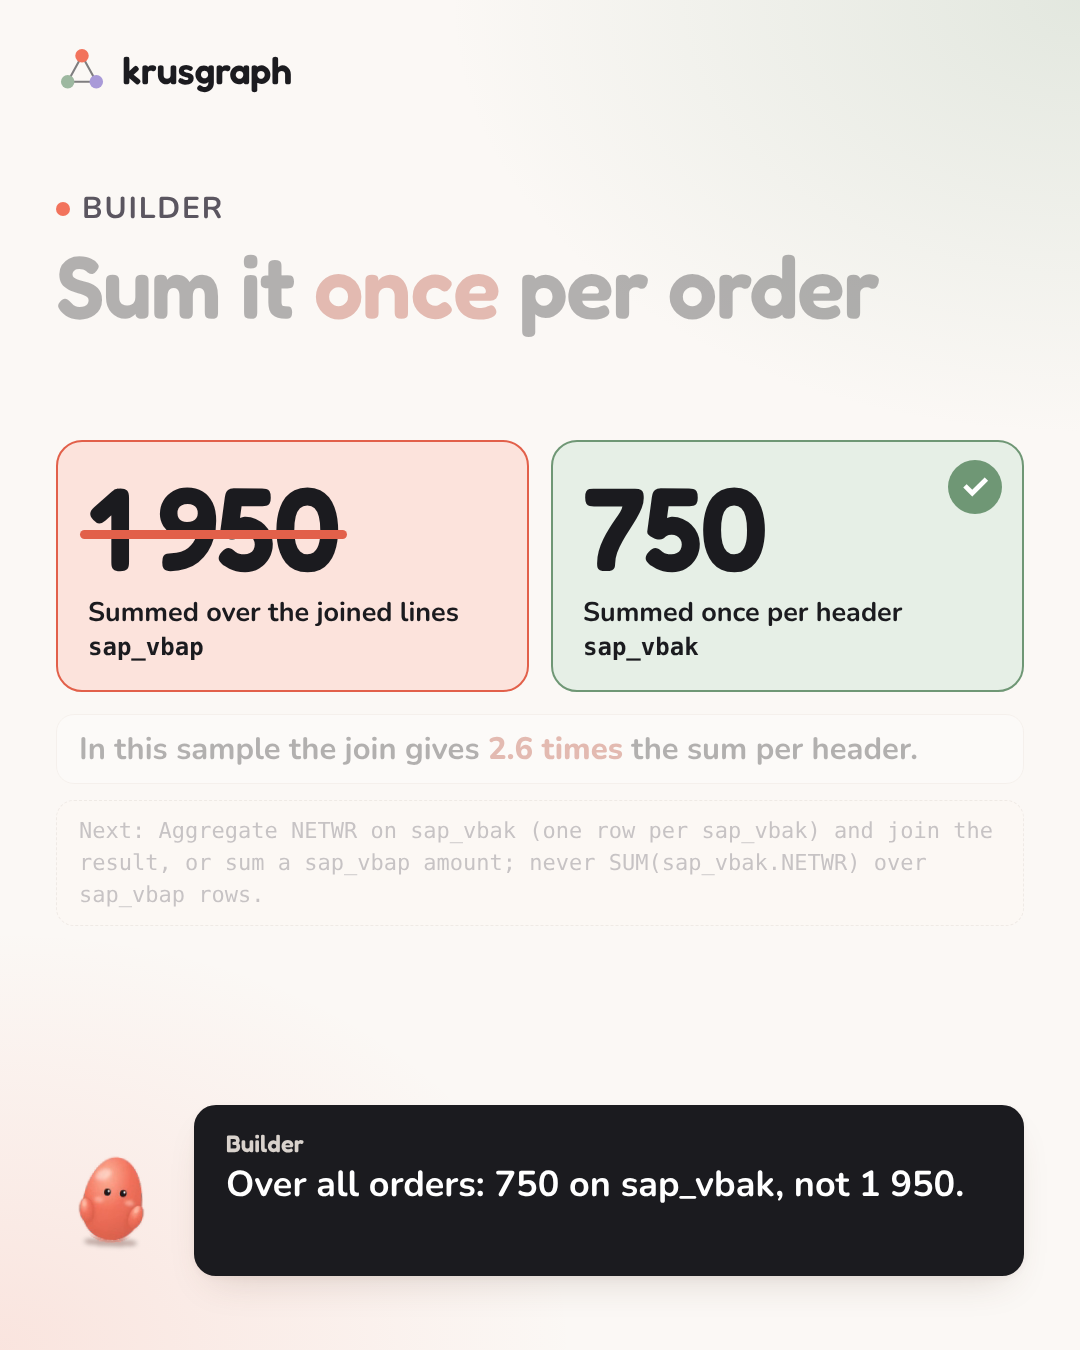 krusgraph
BUILDER
Sum it once per order
1 950
Summed over the joined lines
sap_vbap
750
Summed once per header
sap_vbak
In this sample the join gives 2.6 times the sum per header.
Next: Aggregate NETWR on sap_vbak (one row per sap_vbak) and join the
result, or sum a sap_vbap amount; never SUM(sap_vbak.NETWR) over
sap_vbap rows.
Builder
Over all orders: 750 on sap_vbak, not 1 950.